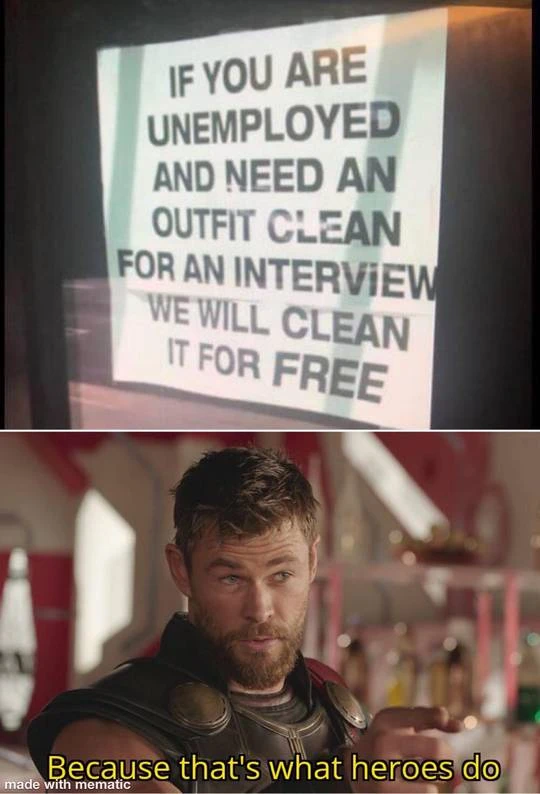 IF YOU ARE
UNEMPLOYED
AND NEED AN
OUTFIT CLEAN
FOR AN INTERVIEW
WE WILL CLEAN
IT FOR FREE
Because that's what heroes do
made with mematic